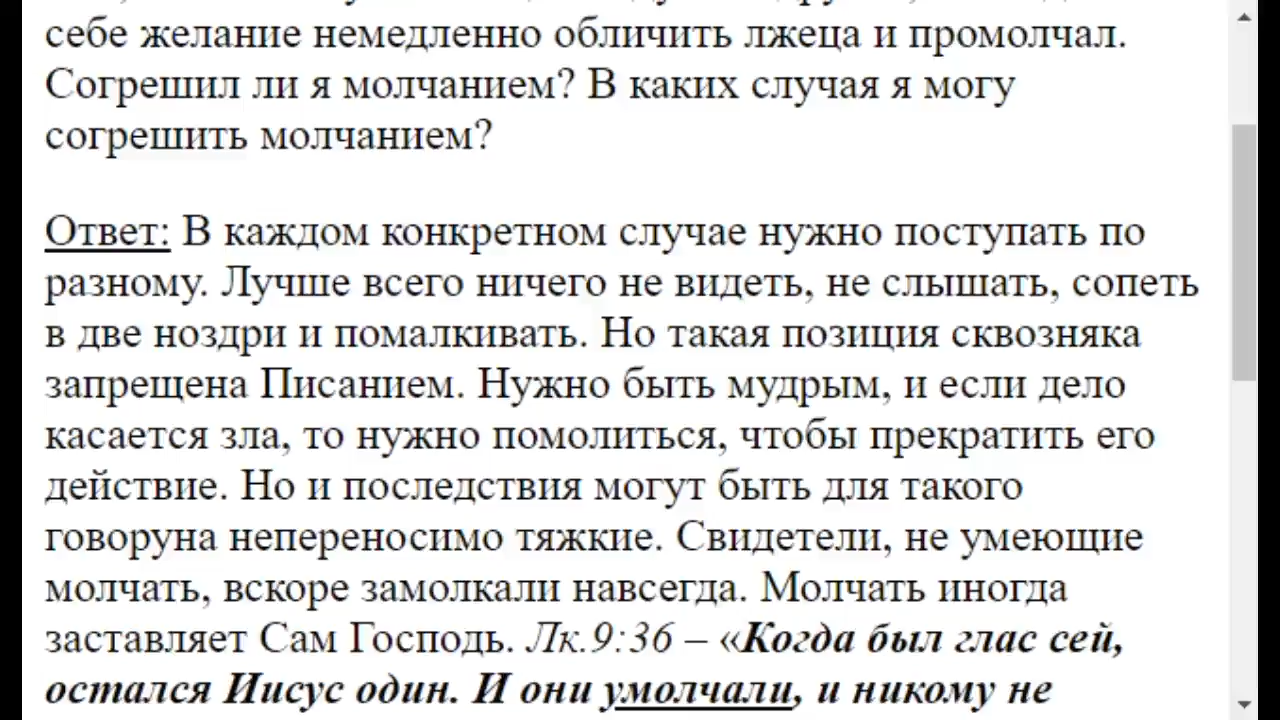 себе желание немедленно обличить лжеца и промолчал.
Согрешил ли я молчанием? В каких случая я могу
согрешить молчанием?
Ответ: В каждом конкретном случае нужно поступать по
разному. Лучше всего ничего не видеть, не слышать, сопеть
в две ноздри и помалкивать. Но такая позиция сквозняка
запрещена Писанием. Нужно быть мудрым, и если дело
касается зла, то нужно помолиться, чтобы прекратить его
действие. Но и последствия могут быть для такого
говоруна непереносимо тяжкие. Свидетели, не умеющие
молчать, вскоре замолкали навсегда. Молчать иногда
заставляет Сам Господь. Лк.9:36 – «Когда был глас сей,
остался Иисус один. И они умолчали, и никому не